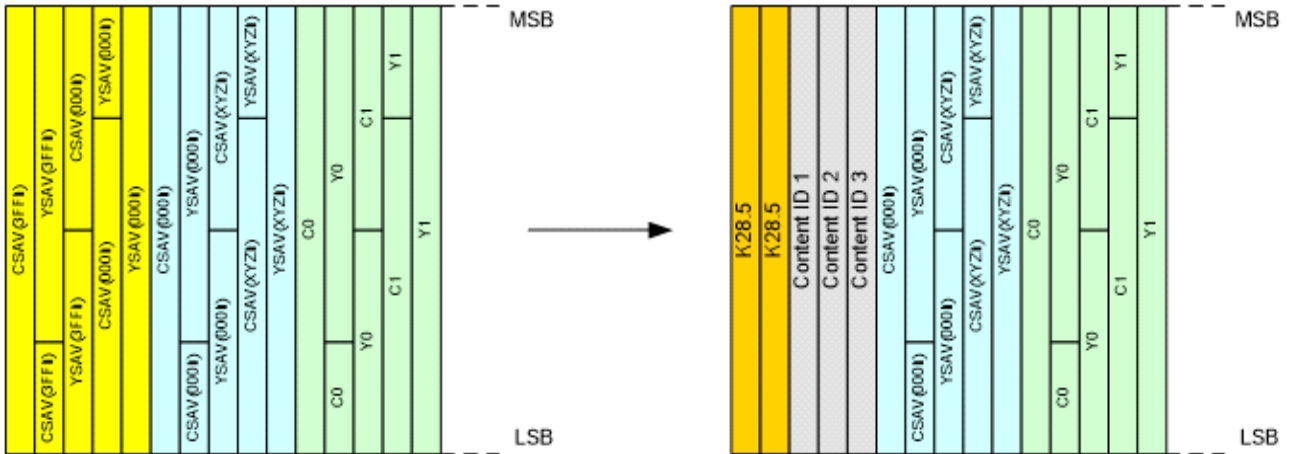 CSAV(3FFh)
YSAV(3FFh)
CSAV(3FFh)
CSAV(000h)
YSAV(3FFh)
YSAV(000h)
CSAV(000h)
YSAV(000h)
CSAV(000h)
YSAV(000h)
CSAV(000h)
CSAV(XYZh)
YSAV(000h)
YSAV(XYZh)
CSAV(XYZh)
YSAV(XYZh)
C0
Y0
C0
C1
Y0
Y1
C1
Y1
MSB
LSB
K28.5
K28.5
Content ID 1
Content ID 2
Content ID 3
CSAV(000h)
YSAV(000h)
CSAV(000h)
CSAV(XYZh)
YSAV(000h)
YSAV(XYZh)
CSAV(XYZh)
YSAV(XYZh)
C0
Y0
C0
C1
Y0
Y1
C1
Y1
MSB
LSB